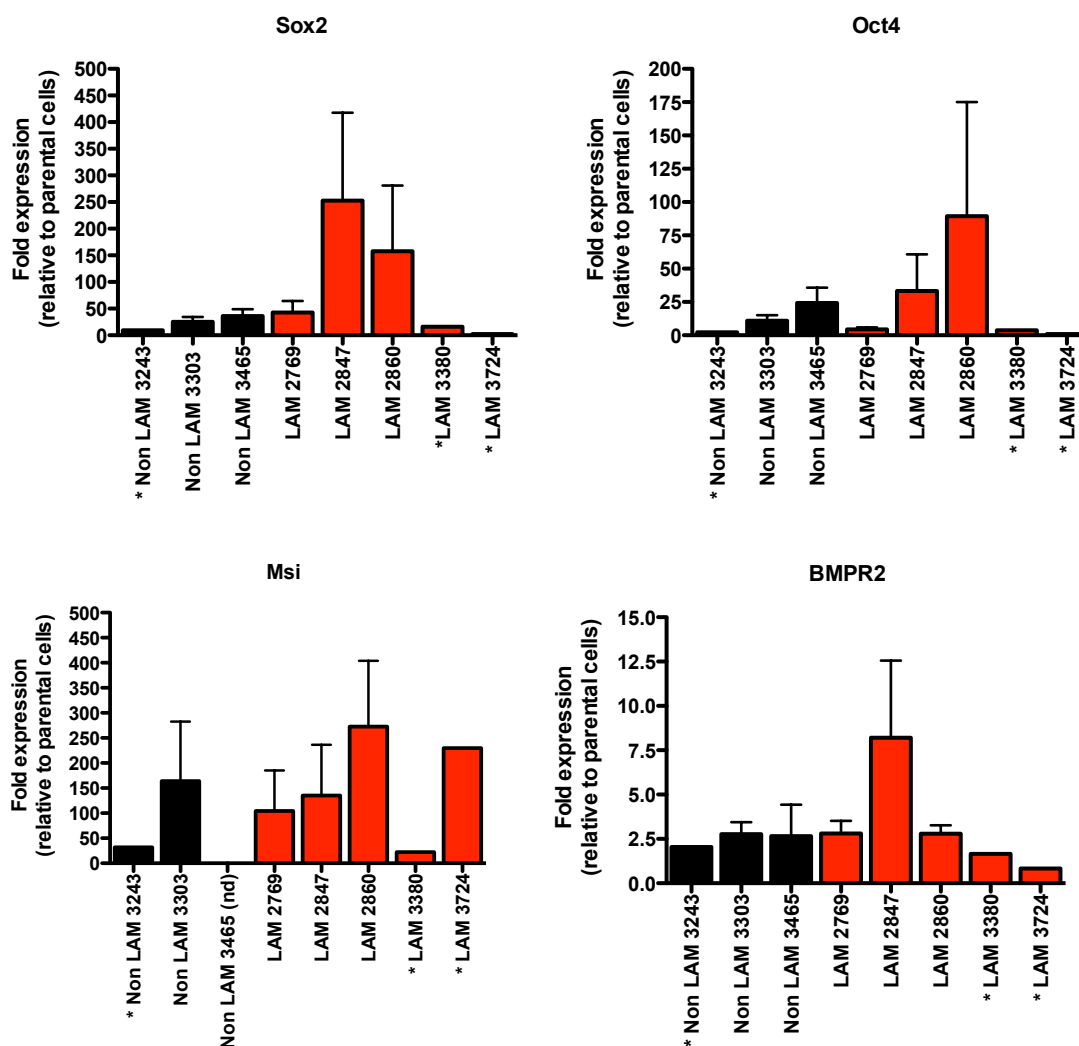 Sox2
Fold expression
(relative to parental cells)
500
450
400
350
300
250
200
150
100
50
0
* Non LAM 3243
Non LAM 3303
Non LAM 3465
LAM 2769
LAM 2847
LAM 2860
*LAM 3380
* LAM 3724
Oct4
Fold expression
(relative to parental cells)
200
175
150
125
100
75
50
25
0
* Non LAM 3243
Non LAM 3303
Non LAM 3465
LAM 2769
LAM 2847
LAM 2860
* LAM 3380
* LAM 3724
Msi
Fold expression
(relative to parental cells)
500
450
400
350
300
250
200
150
100
50
0
* Non LAM 3243
Non LAM 3303
Non LAM 3465 (nd)
LAM 2769
LAM 2847
LAM 2860
* LAM 3380
* LAM 3724
BMPR2
Fold expression
(relative to parental cells)
15.0
12.5
10.0
7.5
5.0
2.5
0.0
* Non LAM 3243
Non LAM 3303
Non LAM 3465
LAM 2769
LAM 2847
LAM 2860
* LAM 3380
* LAM 3724